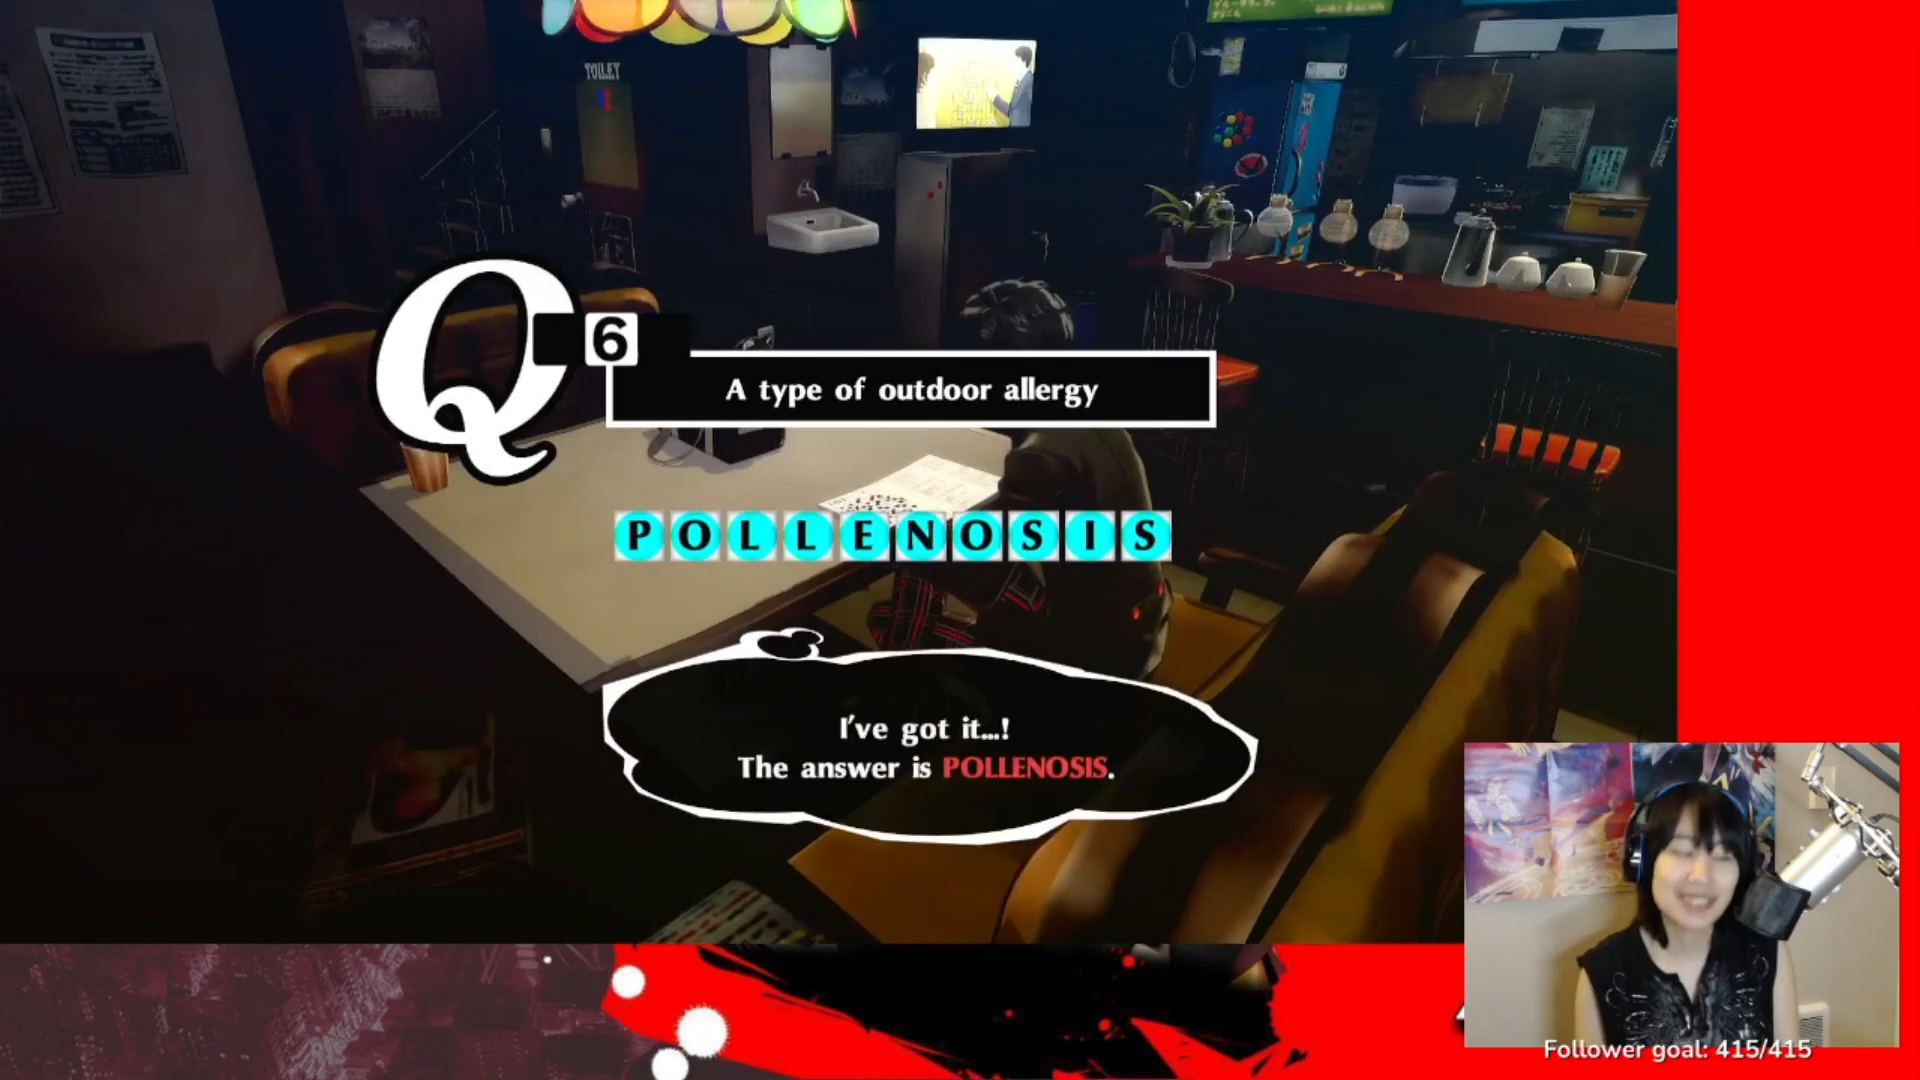 TOILET
Q
6
A type of outdoor allergy
POLLENOSIS
I've got it...!
The answer is POLLENOSIS.
Follower goal: 415/415